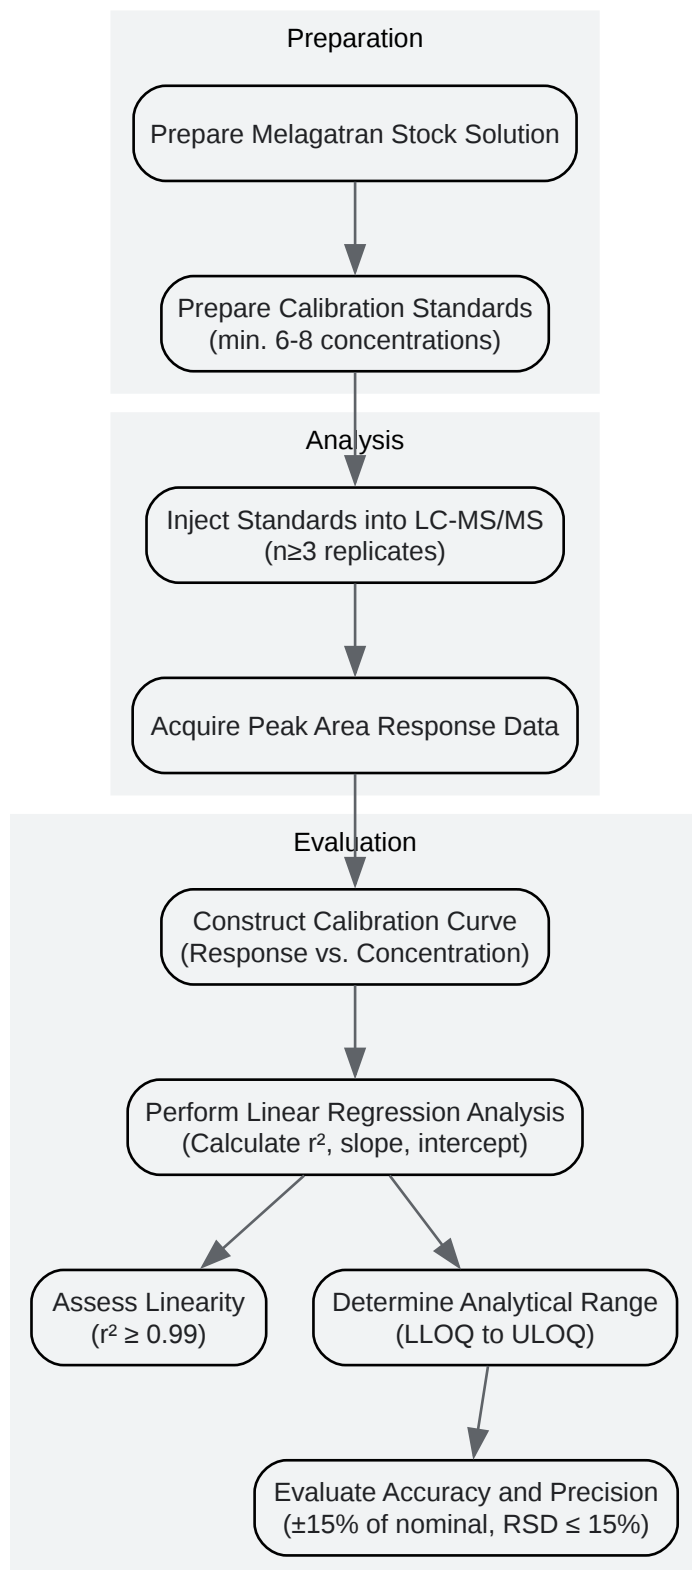 Preparation
Prepare Melagatran Stock Solution
Prepare Calibration Standards
(min. 6-8 concentrations)
Analysis
Inject Standards into LC-MS/MS
(n≥3 replicates)
Acquire Peak Area Response Data
Evaluation
Construct Calibration Curve
(Response vs. Concentration)
Perform Linear Regression Analysis
(Calculate r², slope, intercept)
Assess Linearity
(r² ≥ 0.99)
Determine Analytical Range
(LLOQ to ULOQ)
Evaluate Accuracy and Precision
(±15% of nominal, RSD ≤ 15%)